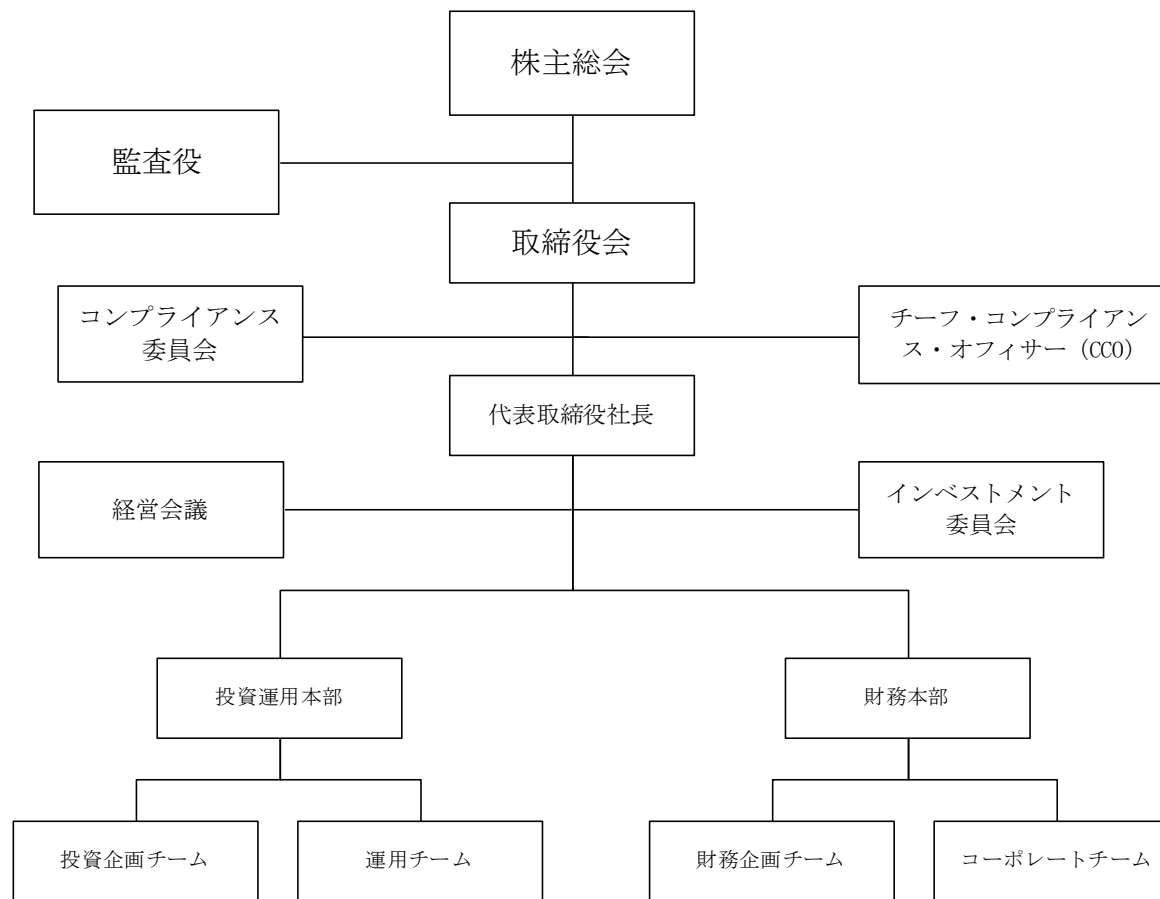 株主総会
監査役
取締役会
コンプライアンス
委員会
チーフ・コンプライアン
ス・オフィサー（CCO）
代表取締役社長
経営会議
インベストメント
委員会
投資運用本部
財務本部
投資企画チーム
運用チーム
財務企画チーム
コーポレートチーム